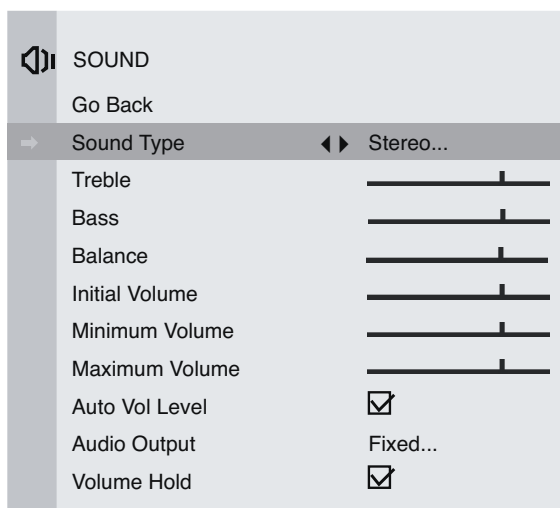 SOUND
Go Back
Sound Type Stereo...
Treble
Bass
Balance
Initial Volume
Minimum Volume
Maximum Volume
Auto Vol Level
Audio Output Fixed...
Volume Hold